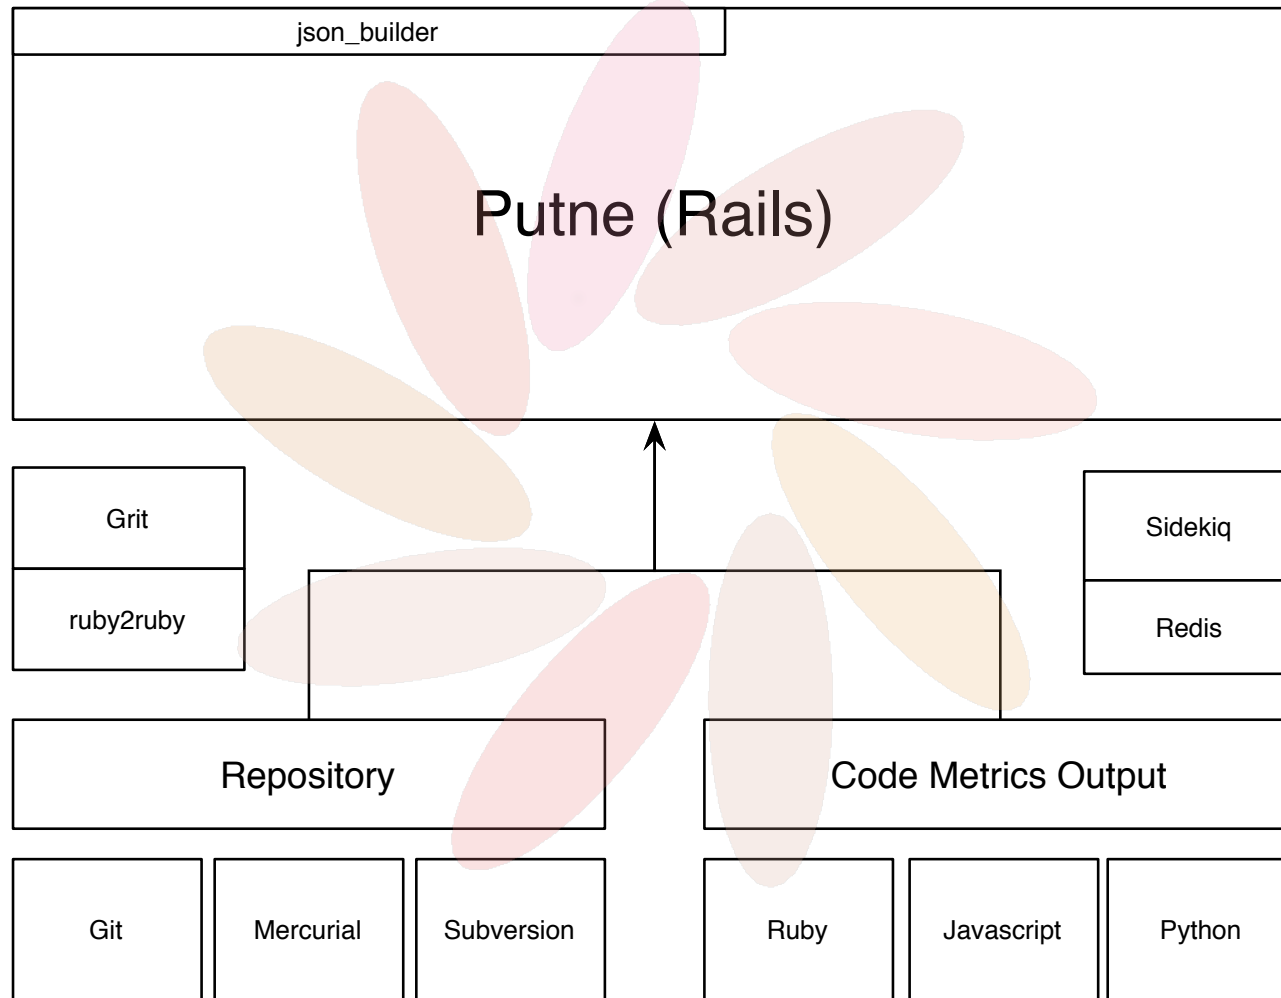 json_builder
Putne (Rails)
Grit
ruby2ruby
Sidekiq
Redis
Repository
Code Metrics Output
Git
Mercurial
Subversion
Ruby
Javascript
Python